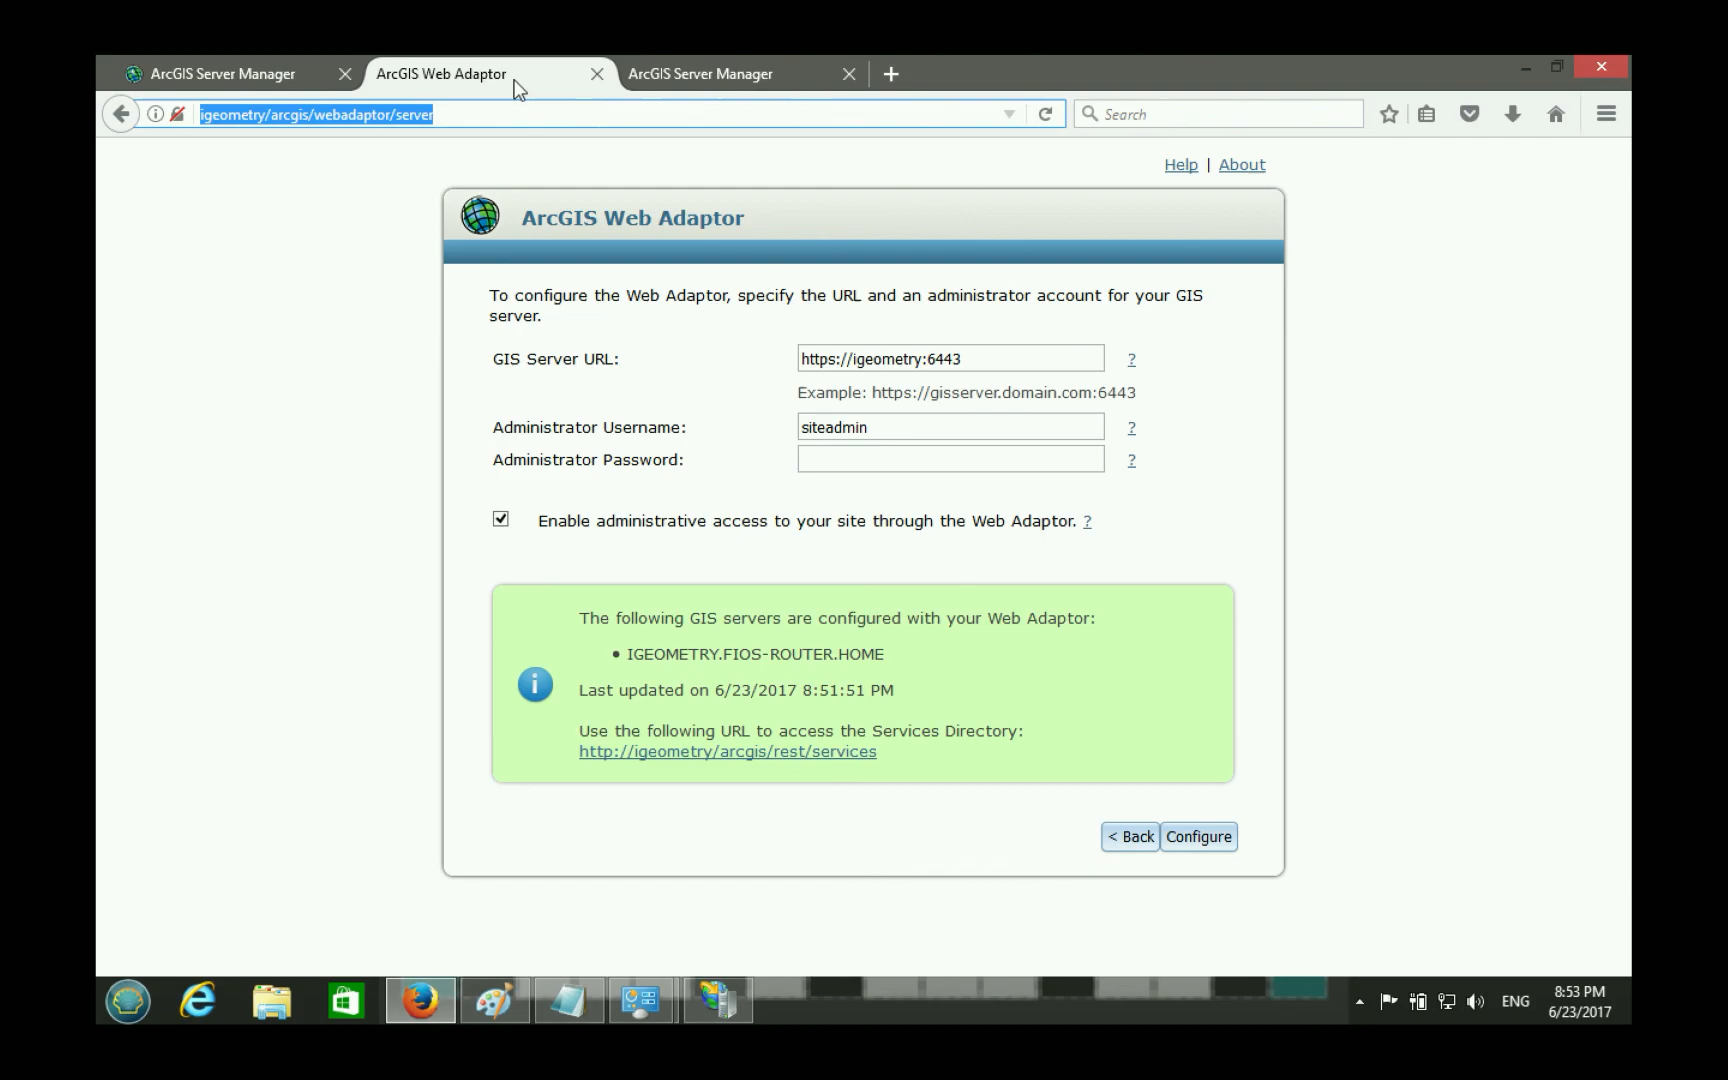 ArcGIS Server Manager
ArcGIS Web Adaptor
ArcGIS Server Manager
igeometry/arcgis/webadaptor/server
Search
Help | About
ArcGIS Web Adaptor
To configure the Web Adaptor, specify the URL and an administrator account for your GIS
server.
GIS Server URL: https://igeometry:6443 ?
Example: https://gisserver.domain.com:6443
Administrator Username: siteadmin ?
Administrator Password: ?
Enable administrative access to your site through the Web Adaptor. ?
The following GIS servers are configured with your Web Adaptor:
• IGEOMETRY.FIOS-ROUTER.HOME
Last updated on 6/23/2017 8:51:51 PM
Use the following URL to access the Services Directory:
http://igeometry/arcgis/rest/services
< Back Configure
ENG
8:53 PM
6/23/2017